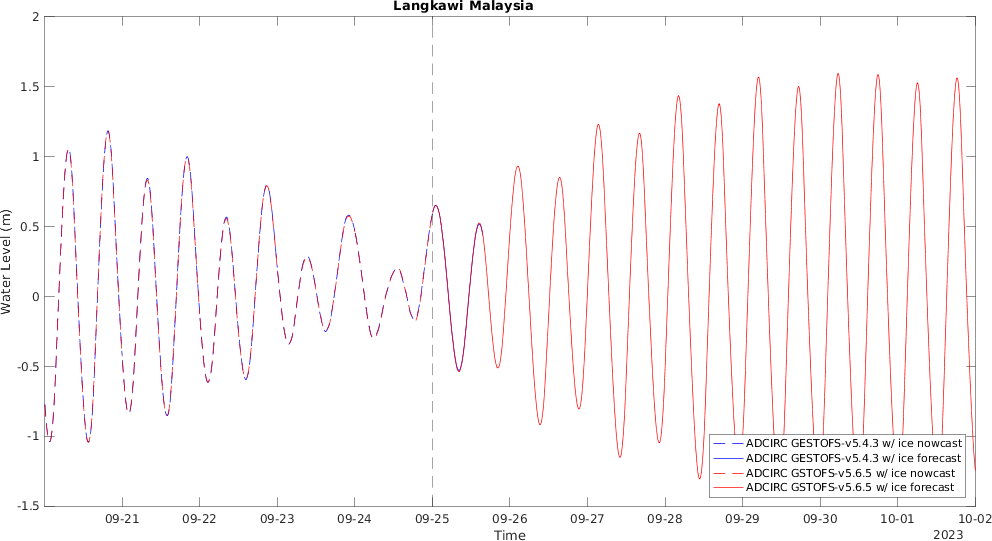 Langkawi Malaysia
2
1.5
1
0.5
0
-0.5
-1
-1.5
Water Level (m)
ADCIRC GESTOFS-v5.4.3 w/ ice nowcast
ADCIRC GESTOFS-v5.4.3 w/ ice forecast
ADCIRC GSTOFS-v5.6.5 w/ ice nowcast
ADCIRC GSTOFS-v5.6.5 w/ ice forecast
09-21 09-22 09-23 09-24 09-25 09-26 09-27 09-28 09-29 09-30 10-01 10-02
Time
2023